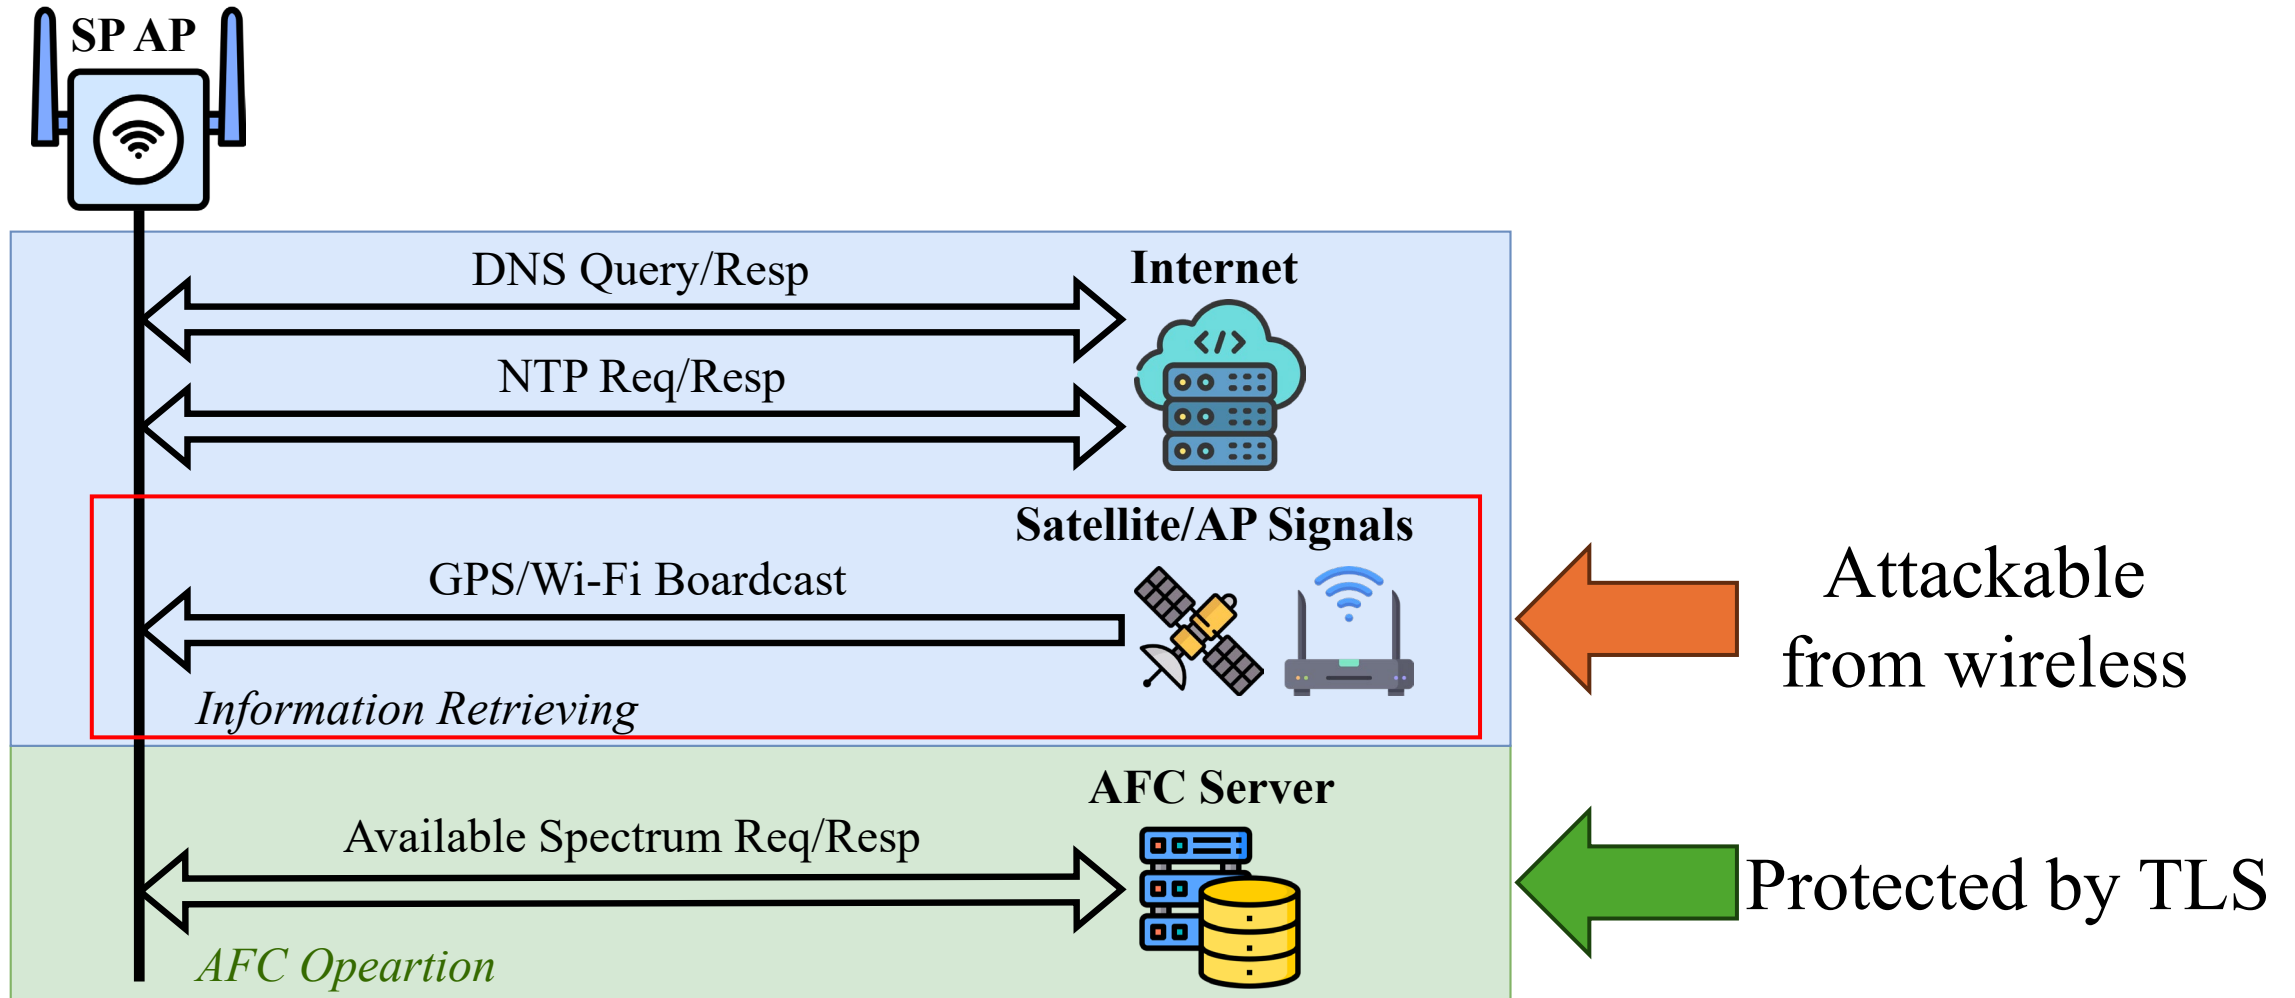 SP AP
DNS Query/Resp
Internet
</>
NTP Req/Resp
Satellite/AP Signals
GPS/Wi-Fi Boardcast
Information Retrieving
Attackable
from wireless
AFC Server
Available Spectrum Req/Resp
AFC Opeartion
Protected by TLS